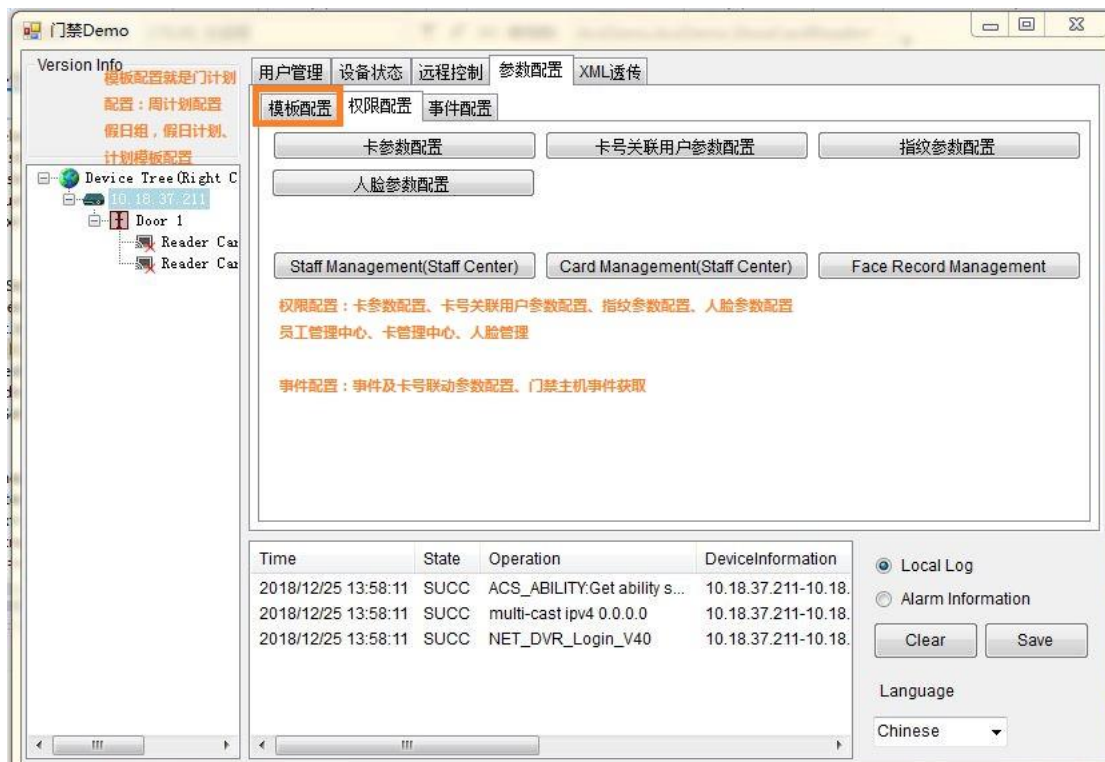 门禁Demo
Version Info
模板配置就是门计划
配置：周计划配置
假日组，假日计划、
计划模板配置
Device Tree(Right C
10.18.37.211
Door 1
Reader Car
Reader Car
用户管理 设备状态 远程控制 参数配置 XML透传
模板配置 权限配置 事件配置
卡参数配置 卡号关联用户参数配置 指纹参数配置
人脸参数配置
Staff Management(Staff Center) Card Management(Staff Center) Face Record Management
权限配置：卡参数配置、卡号关联用户参数配置、指纹参数配置、人脸参数配置
员工管理中心、卡管理中心、人脸管理
事件配置：事件及卡号联动参数配置、门禁主机事件获取
Time State Operation DeviceInformation
2018/12/25 13:58:11 SUCC ACS_ABILITY:Get ability s... 10.18.37.211-10.18.
2018/12/25 13:58:11 SUCC multi-cast ipv4 0.0.0.0 10.18.37.211-10.18.
2018/12/25 13:58:11 SUCC NET_DVR_Login_V40 10.18.37.211-10.18.
Local Log
Alarm Information
Clear Save
Language
Chinese